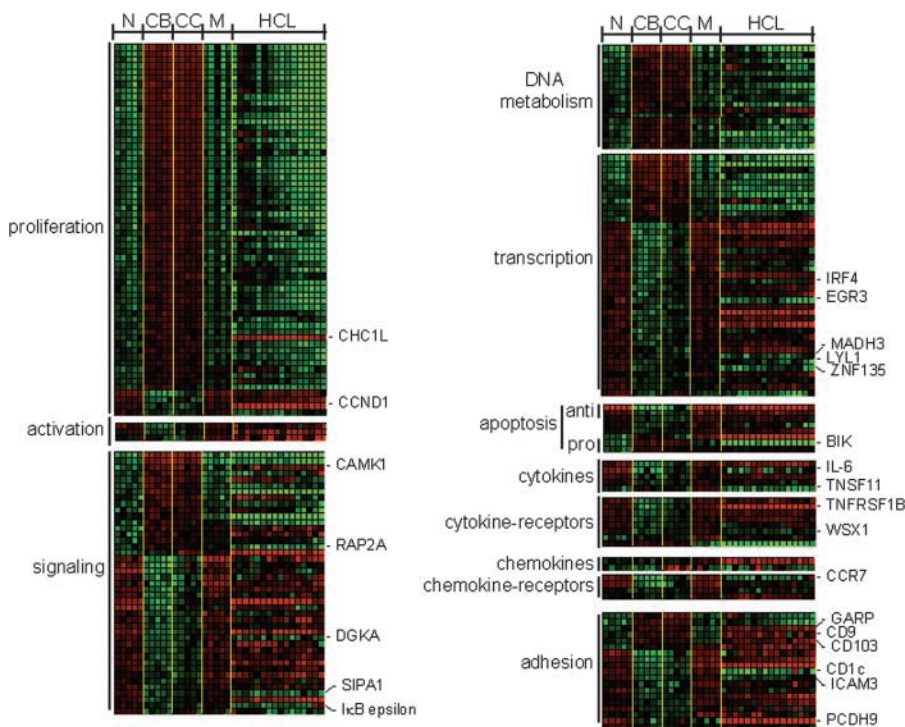 N CB CC M HCL
proliferation
CHC1L
CCND1
activation
signaling
CAMK1
RAP2A
DGKA
SIPA1
IκB epsilon
N CB CC M HCL
DNA
metabolism
transcription
IRF4
EGR3
MADH3
LYL1
ZNF135
apoptosis
anti
pro
BIK
cytokines
IL-6
TNSF11
cytokine-receptors
TNFRSF1B
WSX1
chemokines
chemokine-receptors
CCR7
adhesion
GARP
CD9
CD103
CD1c
ICAM3
PCDH9